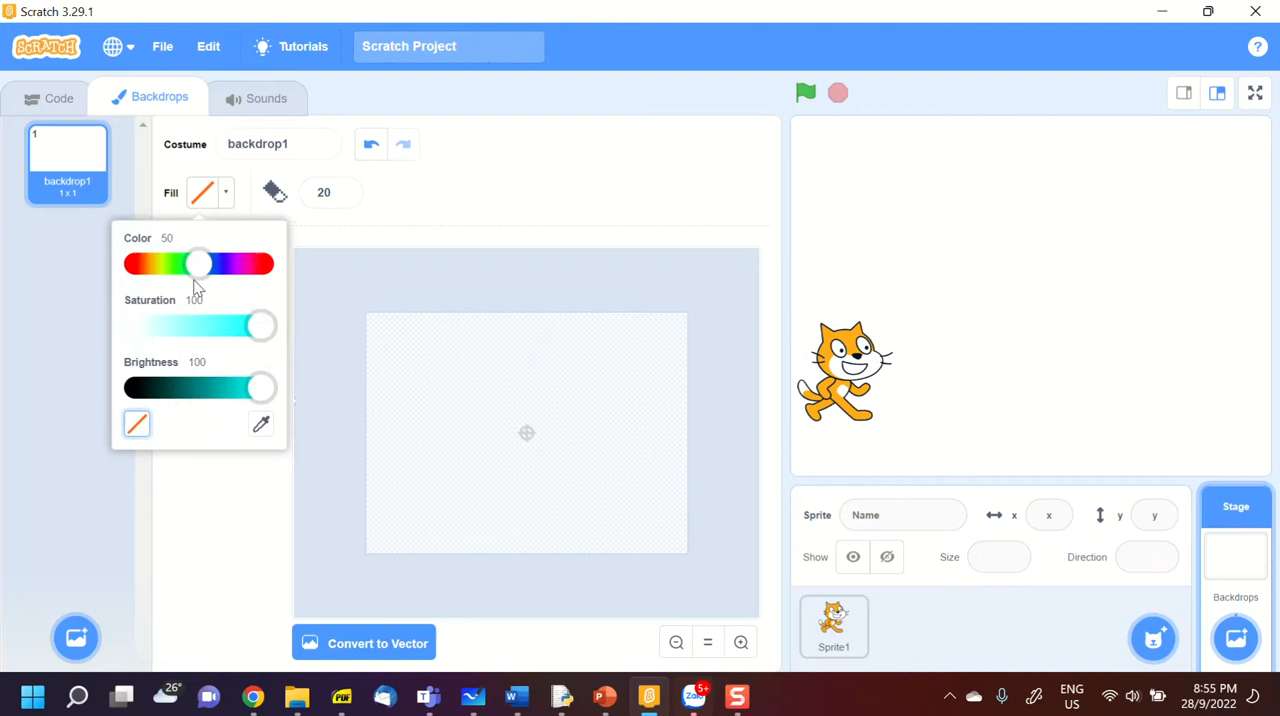 Scratch 3.29.1
SCRATCH File Edit Tutorials Scratch Project ?
Code Backdrops Sounds
1
backdrop1
1 x 1
Costume backdrop1
Fill 20
Color 50
Saturation 100
Brightness 100
Convert to Vector
Sprite Name x x y y
Show Size Direction
Sprite1
Stage
Backdrops
26°
PDF
Zalo
5+
ENG
US
8:55 PM
28/9/2022